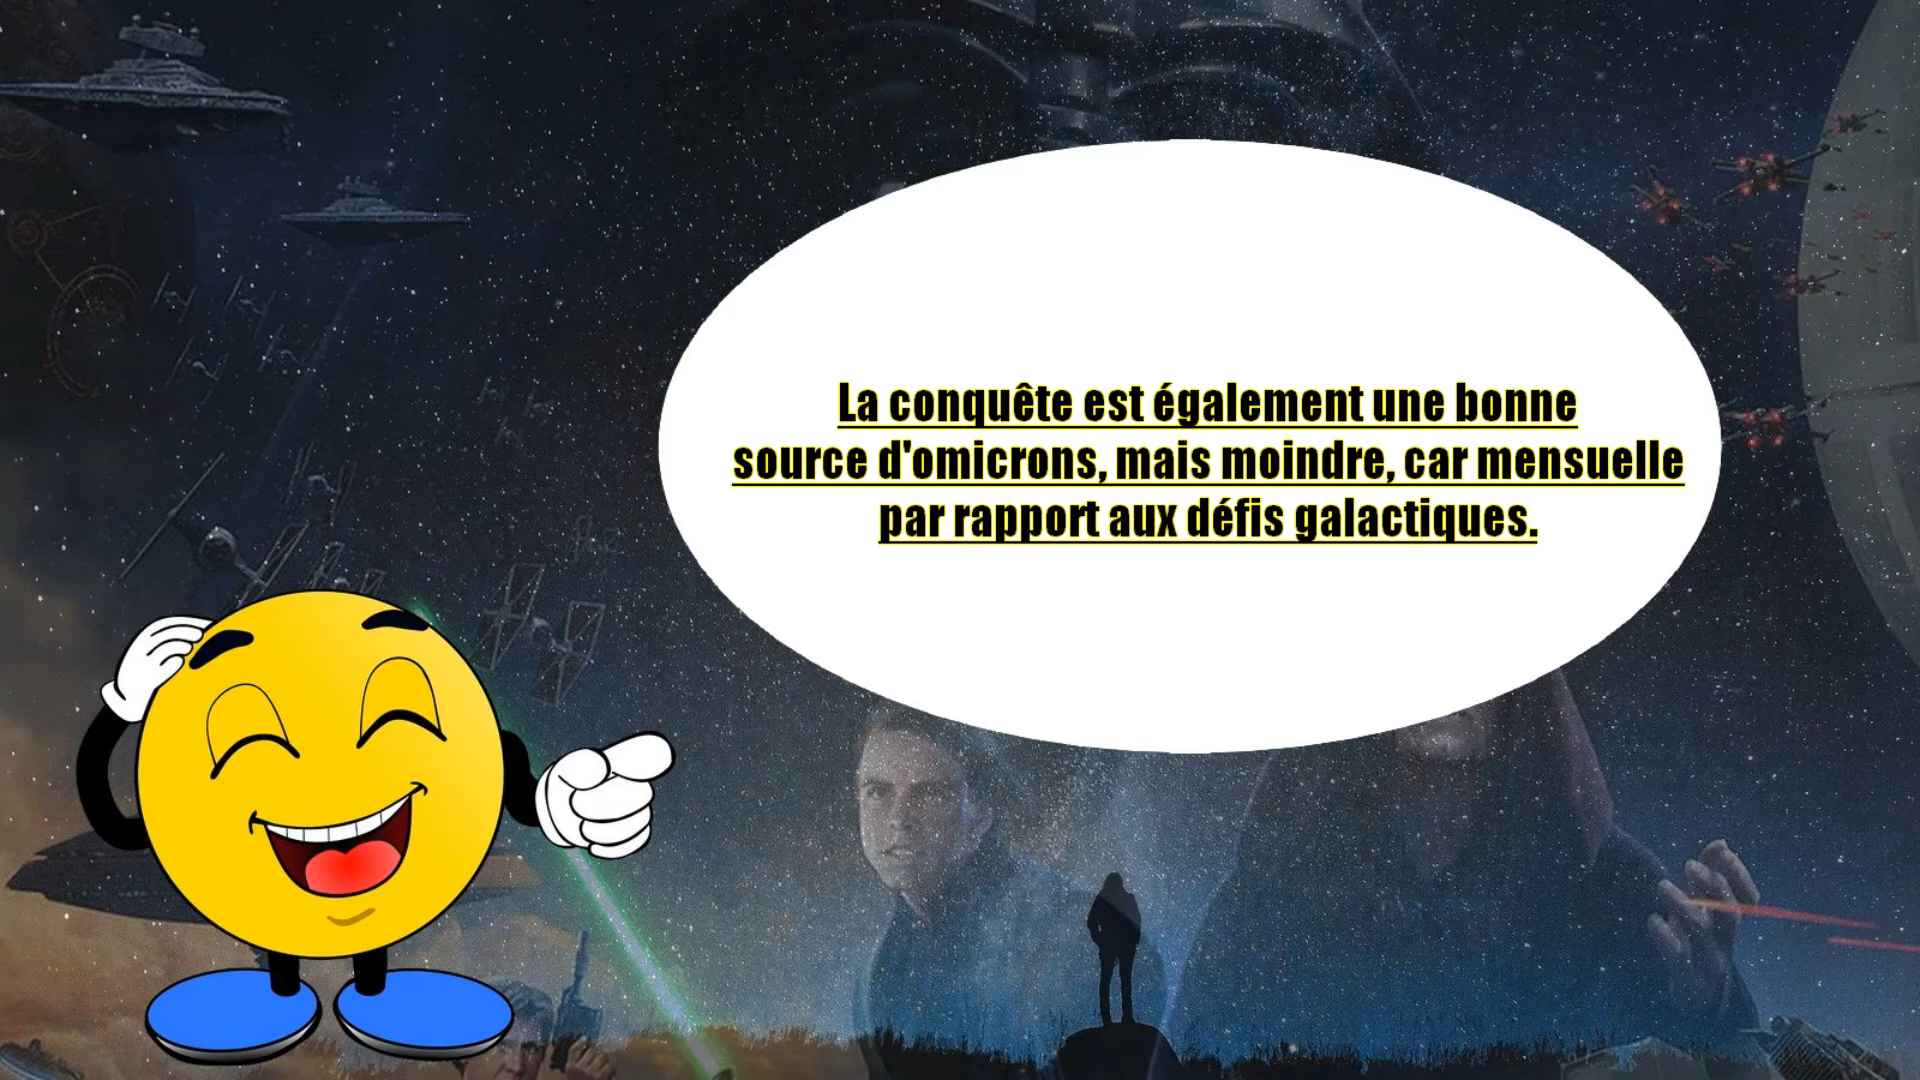 La conquête est également une bonne
source d'omicrons, mais moindre, car mensuelle
par rapport aux défis galactiques.